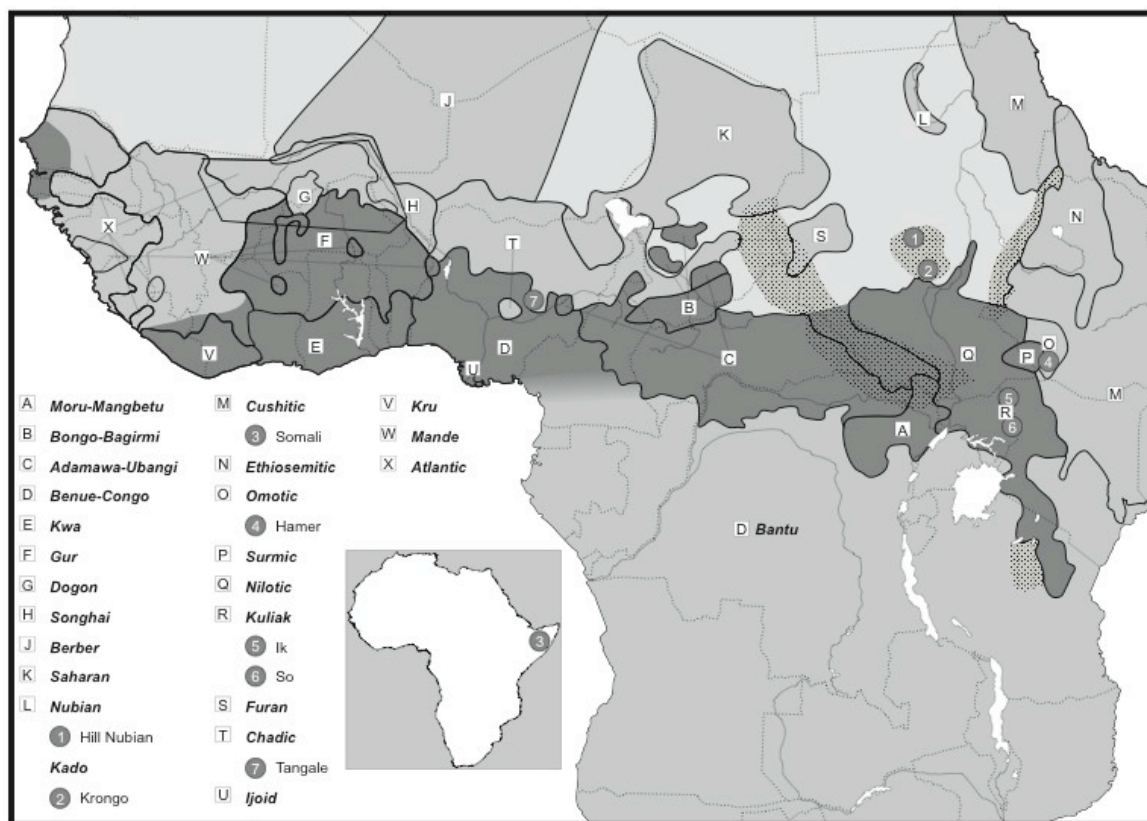 J
M
L
K
G
H
N
X
F
T
S
1
W
2
7
B
V
E
D
C
Q
P
O
4
U
M
5
R
6
A
D Bantu
A Moru-Mangbetu
B Bongo-Bagirmi
C Adamawa-Ubangi
D Benue-Congo
E Kwa
F Gur
G Dogon
H Songhai
J Berber
K Saharan
L Nubian
1 Hill Nubian
Kado
2 Krongo
M Cushitic
3 Somali
N Ethiosemitic
O Omotic
4 Hamer
P Surmic
Q Nilotic
R Kuliak
5 Ik
6 So
S Furan
T Chadic
7 Tangale
U Ijoid
V Kru
W Mande
X Atlantic
3